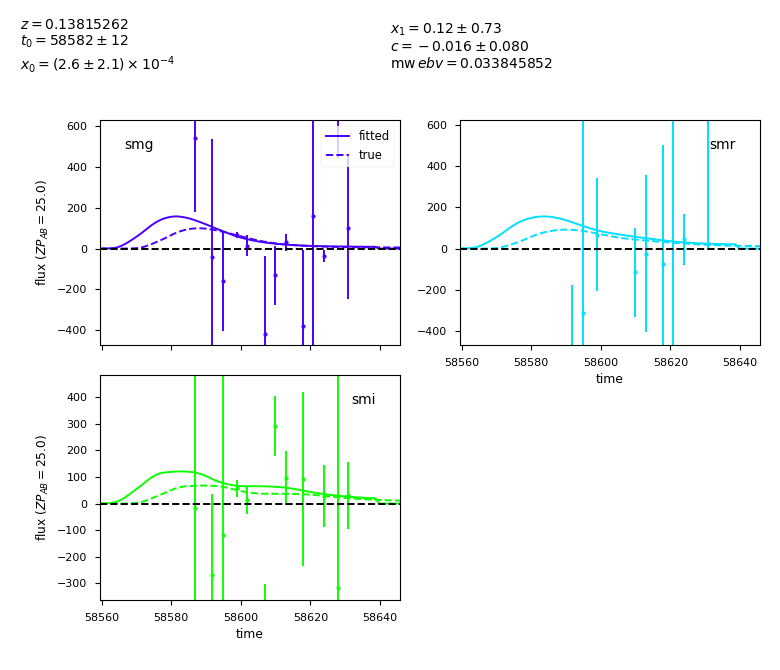 z = 0.13815262
t₀ = 58582 ± 12
x₀ = (2.6 ± 2.1) × 10⁻⁴
x₁ = 0.12 ± 0.73
c = −0.016 ± 0.080
mw ebv = 0.033845852
smg
fitted
true
600
400
200
0
−200
−400
flux (ZP_AB = 25.0)
smr
600
400
200
0
−200
−400
58560 58580 58600 58620 58640
time
smi
400
300
200
100
0
−100
−200
−300
flux (ZP_AB = 25.0)
58560 58580 58600 58620 58640
time